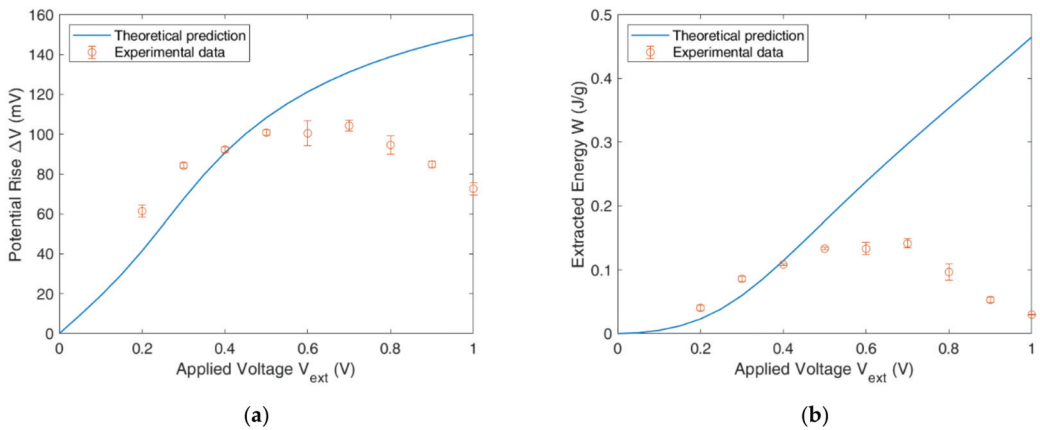 160
140
120
100
80
60
40
20
0
Potential Rise ΔV (mV)
Theoretical prediction
Experimental data
0 0.2 0.4 0.6 0.8 1
Applied Voltage V_ext (V)
(a)
0.5
0.4
0.3
0.2
0.1
0
Extracted Energy W (J/g)
Theoretical prediction
Experimental data
0 0.2 0.4 0.6 0.8 1
Applied Voltage V_ext (V)
(b)